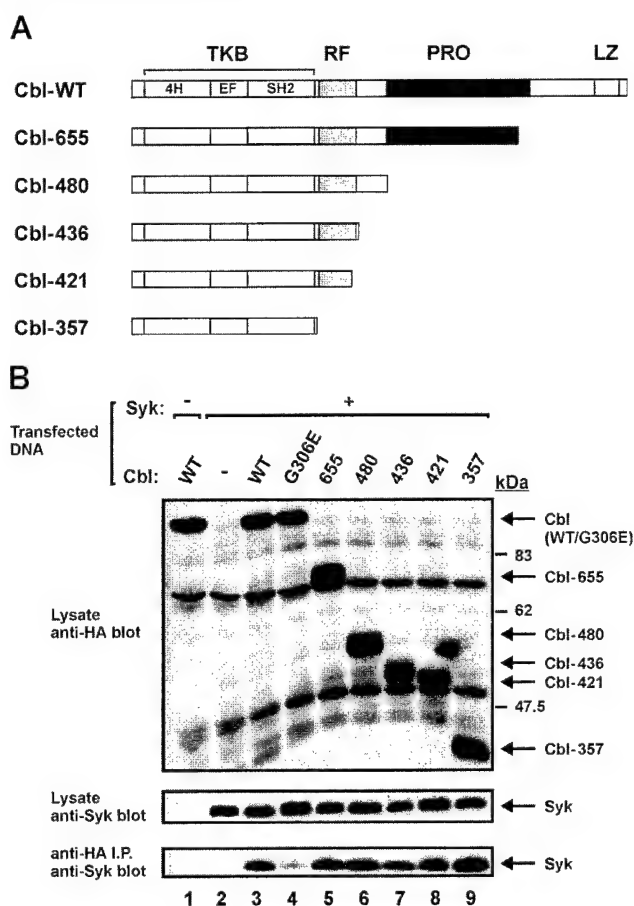 A
TKB RF PRO LZ
Cbl-WT 4H EF SH2
Cbl-655
Cbl-480
Cbl-436
Cbl-421
Cbl-357
B
Transfected DNA
Syk: - +
Cbl: WT - WT G306E 655 480 436 421 357
kDa
Cbl
(WT/G306E)
83
Cbl-655
62
Lysate
anti-HA blot
Cbl-480
Cbl-436
Cbl-421
47.5
Cbl-357
Lysate
anti-Syk blot
Syk
anti-HA I.P.
anti-Syk blot
Syk
1 2 3 4 5 6 7 8 9